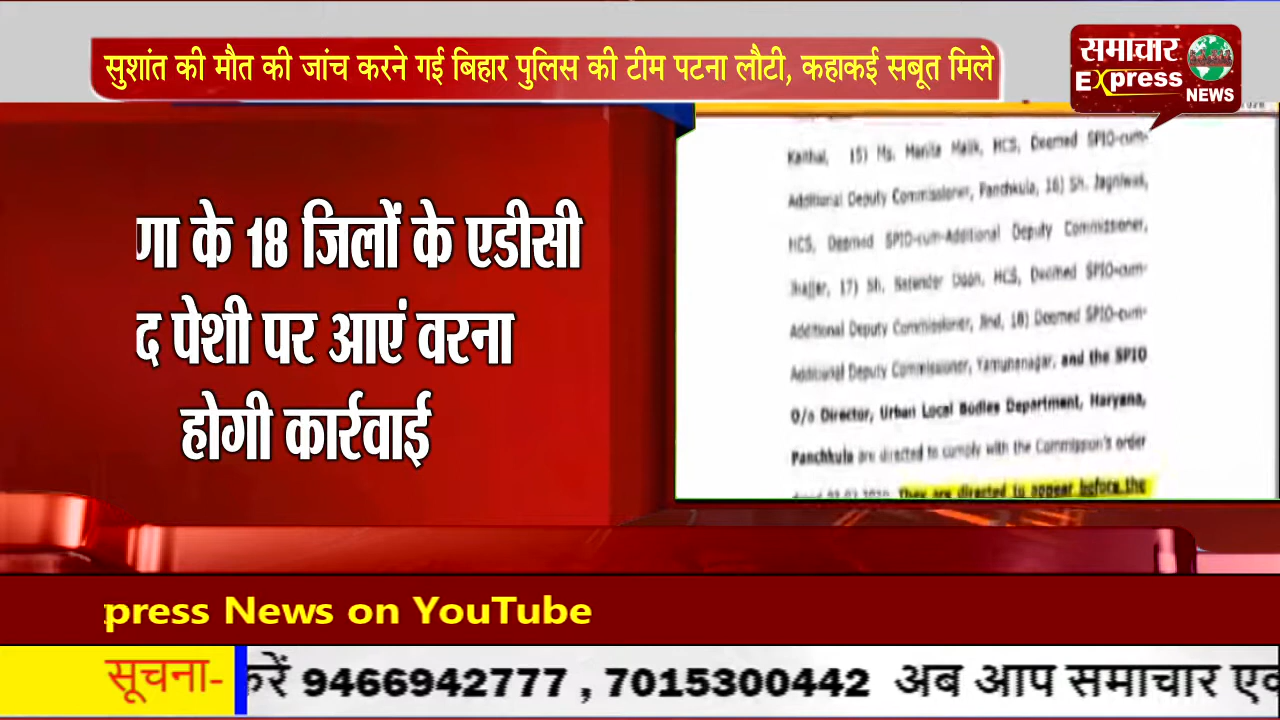 सुशांत की मौत की जांच करने गई बिहार पुलिस की टीम पटना लौटी, कहाकई सबूत मिले
समाचार
Express
NEWS
के 18 जिलों के एडीसी
पेशी पर आएं वरना
होगी कार्रवाई
Kaithal, 15) Ms. Manita Malik, HCS, Deemed SPIO-cum-
Additional Deputy Commissioner, Panchkula, 16) Sh. Jagniwas,
HCS, Deemed SPIO-cum-Additional Deputy Commissioner,
Jhajjar, 17) Sh. HCS, Deemed SPIO-cum-
Additional Deputy Commissioner, Jind, 18) Deemed SPIO-cum-
Additional Deputy Commissioner, Yamunanagar, and the SPIO
O/o Director, Urban Local Bodies Department, Haryana,
Panchkula are directed to comply with the Commission's order
They are directed to appear before the
press News on YouTube
सूचना- करें 9466942777 , 7015300442 अब आप समाचार